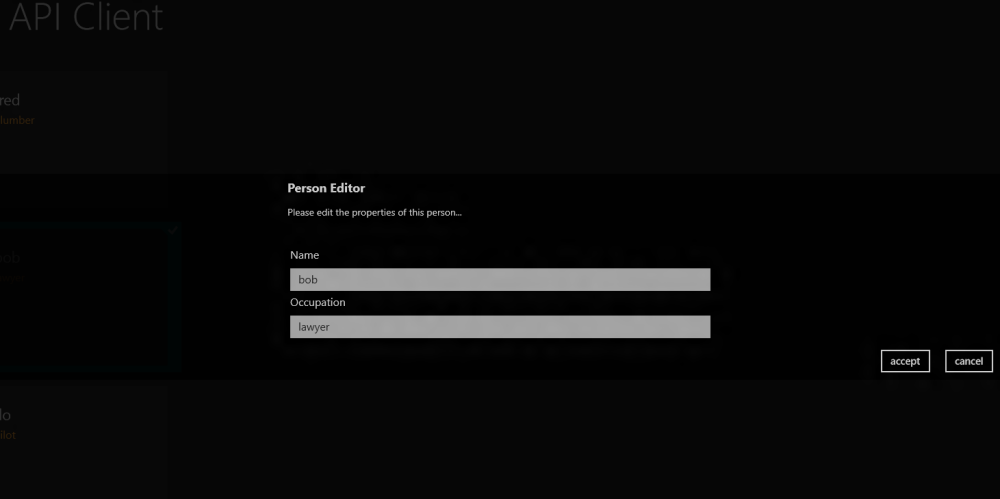 API Client
red
lumber
Person Editor
Please edit the properties of this person...
Name
bob
bob
Occupation
lawyer
accept
cancel
lo
ilot